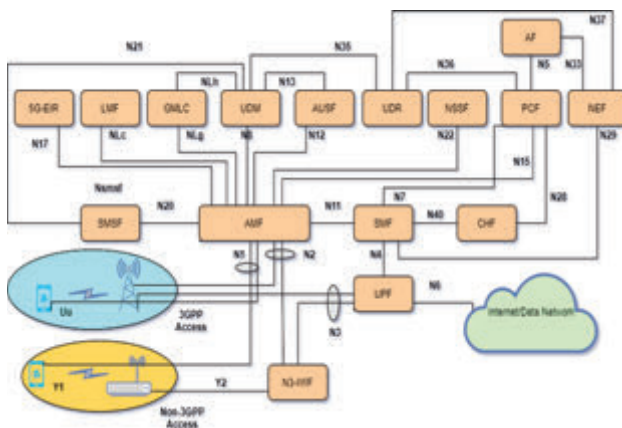 N37
AF
N21
N35
N5
N33
N36
NLh
N13
5G-EIR
LMF
GMLC
UDM
AUSF
UDR
NSSF
PCF
NEF
N17
NLc
NLg
N8
N12
N22
N29
N15
Nsmsf
N7
N28
N20
N11
N40
SMSF
AMF
SMF
CHF
N1
N2
N4
Uu
3GPP
Access
UPF
N6
Internet/Data Network
N3
Y1
Y2
N3-IWF
Non-3GPP
Access